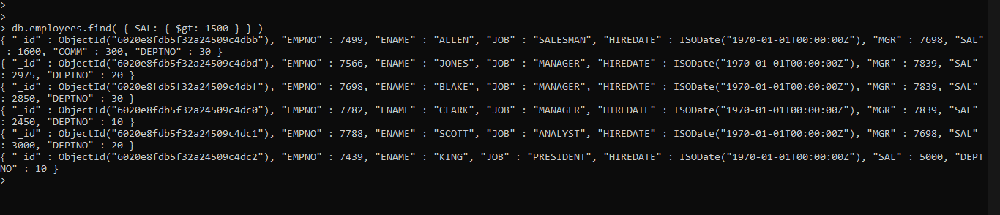 >
>
> db.employees.find( { SAL: { $gt: 1500 } } )
{ "_id" : ObjectId("6020e8fdb5f32a24509c4dbb"), "EMPNO" : 7499, "ENAME" : "ALLEN", "JOB" : "SALESMAN", "HIREDATE" : ISODate("1970-01-01T00:00:00Z"), "MGR" : 7698, "SAL"
 : 1600, "COMM" : 300, "DEPTNO" : 30 }
{ "_id" : ObjectId("6020e8fdb5f32a24509c4dbd"), "EMPNO" : 7566, "ENAME" : "JONES", "JOB" : "MANAGER", "HIREDATE" : ISODate("1970-01-01T00:00:00Z"), "MGR" : 7839, "SAL"
: 2975, "DEPTNO" : 20 }
{ "_id" : ObjectId("6020e8fdb5f32a24509c4dbf"), "EMPNO" : 7698, "ENAME" : "BLAKE", "JOB" : "MANAGER", "HIREDATE" : ISODate("1970-01-01T00:00:00Z"), "MGR" : 7839, "SAL"
: 2850, "DEPTNO" : 30 }
{ "_id" : ObjectId("6020e8fdb5f32a24509c4dc0"), "EMPNO" : 7782, "ENAME" : "CLARK", "JOB" : "MANAGER", "HIREDATE" : ISODate("1970-01-01T00:00:00Z"), "MGR" : 7839, "SAL"
: 2450, "DEPTNO" : 10 }
{ "_id" : ObjectId("6020e8fdb5f32a24509c4dc1"), "EMPNO" : 7788, "ENAME" : "SCOTT", "JOB" : "ANALYST", "HIREDATE" : ISODate("1970-01-01T00:00:00Z"), "MGR" : 7698, "SAL"
: 3000, "DEPTNO" : 20 }
{ "_id" : ObjectId("6020e8fdb5f32a24509c4dc2"), "EMPNO" : 7439, "ENAME" : "KING", "JOB" : "PRESIDENT", "HIREDATE" : ISODate("1970-01-01T00:00:00Z"), "SAL" : 5000, "DEPT
NO" : 10 }
>